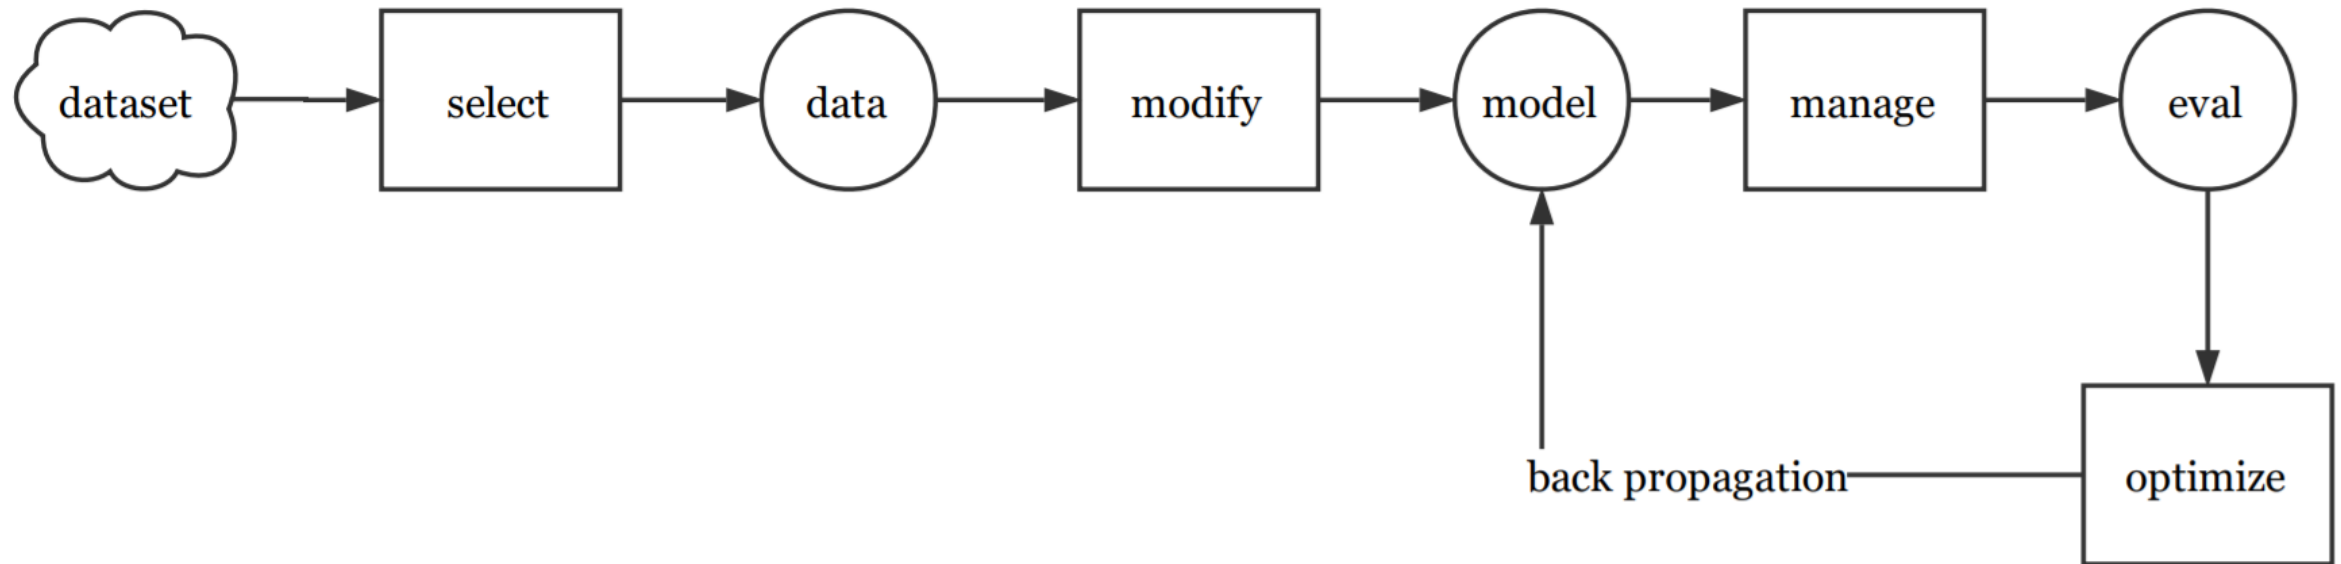 dataset
select
data
modify
model
manage
eval
back propagation
optimize